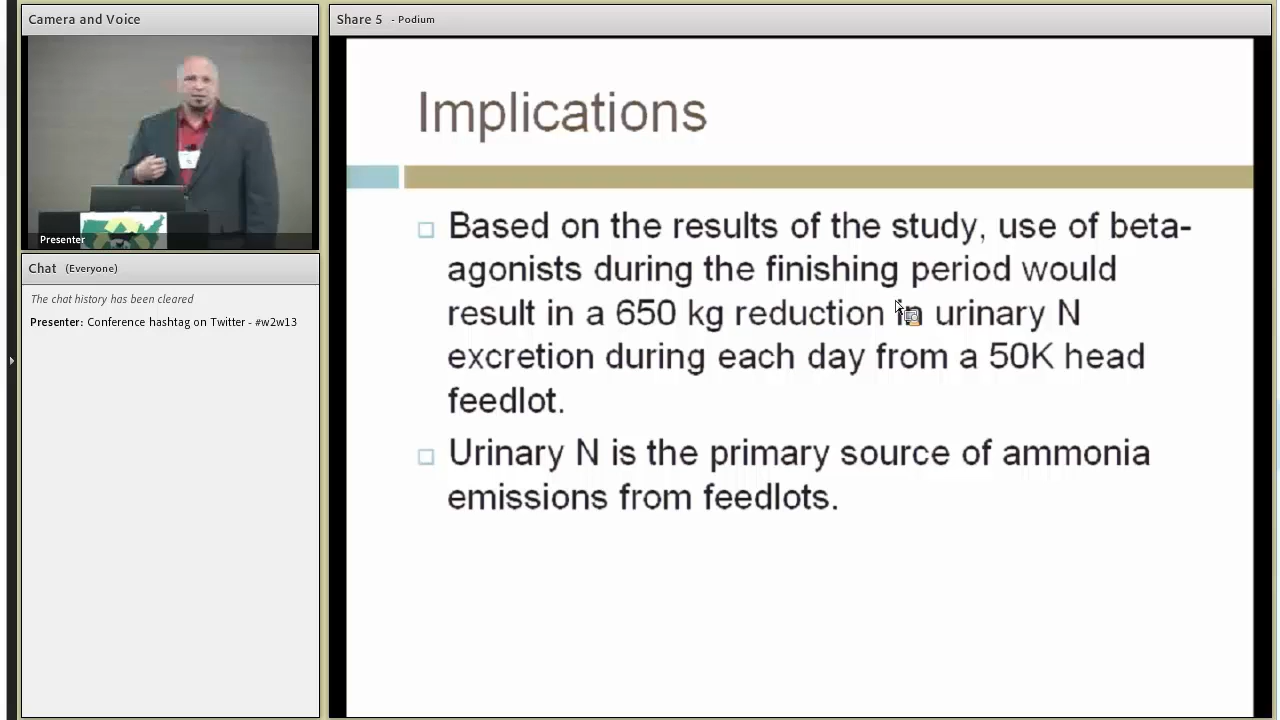 Camera and Voice
Presenter
Chat (Everyone)
The chat history has been cleared
Presenter: Conference hashtag on Twitter - #w2w13
Share 5 - Podium
Implications
Based on the results of the study, use of beta-
agonists during the finishing period would
result in a 650 kg reduction in urinary N
excretion during each day from a 50K head
feedlot.
Urinary N is the primary source of ammonia
emissions from feedlots.